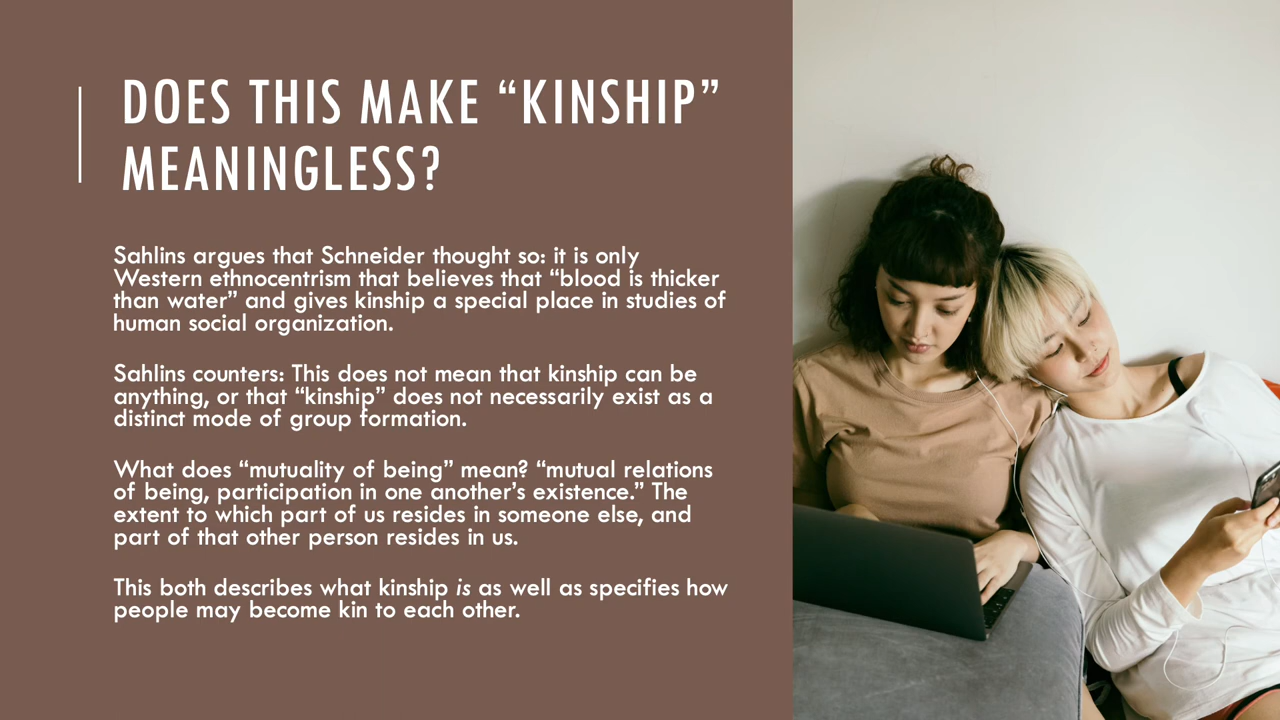 DOES THIS MAKE “KINSHIP”
MEANINGLESS?
Sahlins argues that Schneider thought so: it is only
Western ethnocentrism that believes that “blood is thicker
than water” and gives kinship a special place in studies of
human social organization.
Sahlins counters: This does not mean that kinship can be
anything, or that “kinship” does not necessarily exist as a
distinct mode of group formation.
What does “mutuality of being” mean? “mutual relations
of being, participation in one another’s existence.” The
extent to which part of us resides in someone else, and
part of that other person resides in us.
This both describes what kinship is as well as specifies how
people may become kin to each other.